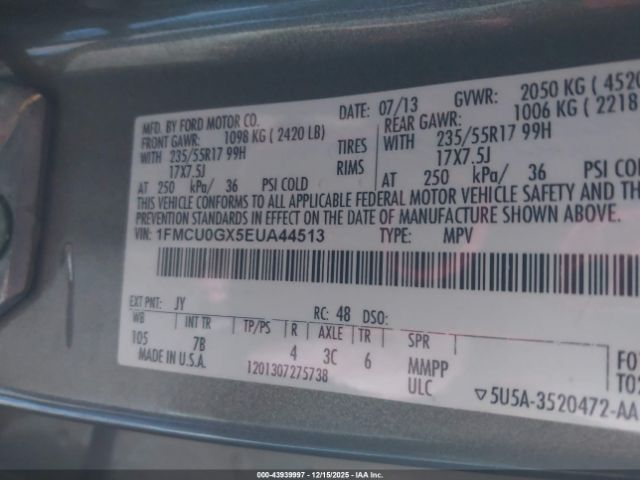 MFD. BY FORD MOTOR CO.
DATE: 07/13 GVWR: 2050 KG ( 4520
FRONT GAWR: 1098 KG ( 2420 LB) REAR GAWR: 1006 KG ( 2218
WITH 235/55R17 99H TIRES WITH 235/55R17 99H
17X7.5J RIMS 17X7.5J
AT 250 kPa/ 36 PSI COLD AT 250 kPa/ 36 PSI COLD
THIS VEHICLE CONFORMS TO ALL APPLICABLE FEDERAL MOTOR VEHICLE SAFETY AND THE
PREVENTION STANDARDS IN EFFECT ON THE DATE OF MANUFACTURE SHOWN ABOVE.
VIN: 1FMCU0GX5EUA44513 TYPE: MPV
EXT PNT: JY RC: 48 DSO:
WB INT TR TP/PS R AXLE TR SPR
105 7B 4 3C 6 MMPP
MADE IN U.S.A. 1201307275738 ULC
▽5U5A-3520472-AA
FO
TO
000-43939997 - 12/15/2025 - IAA Inc.